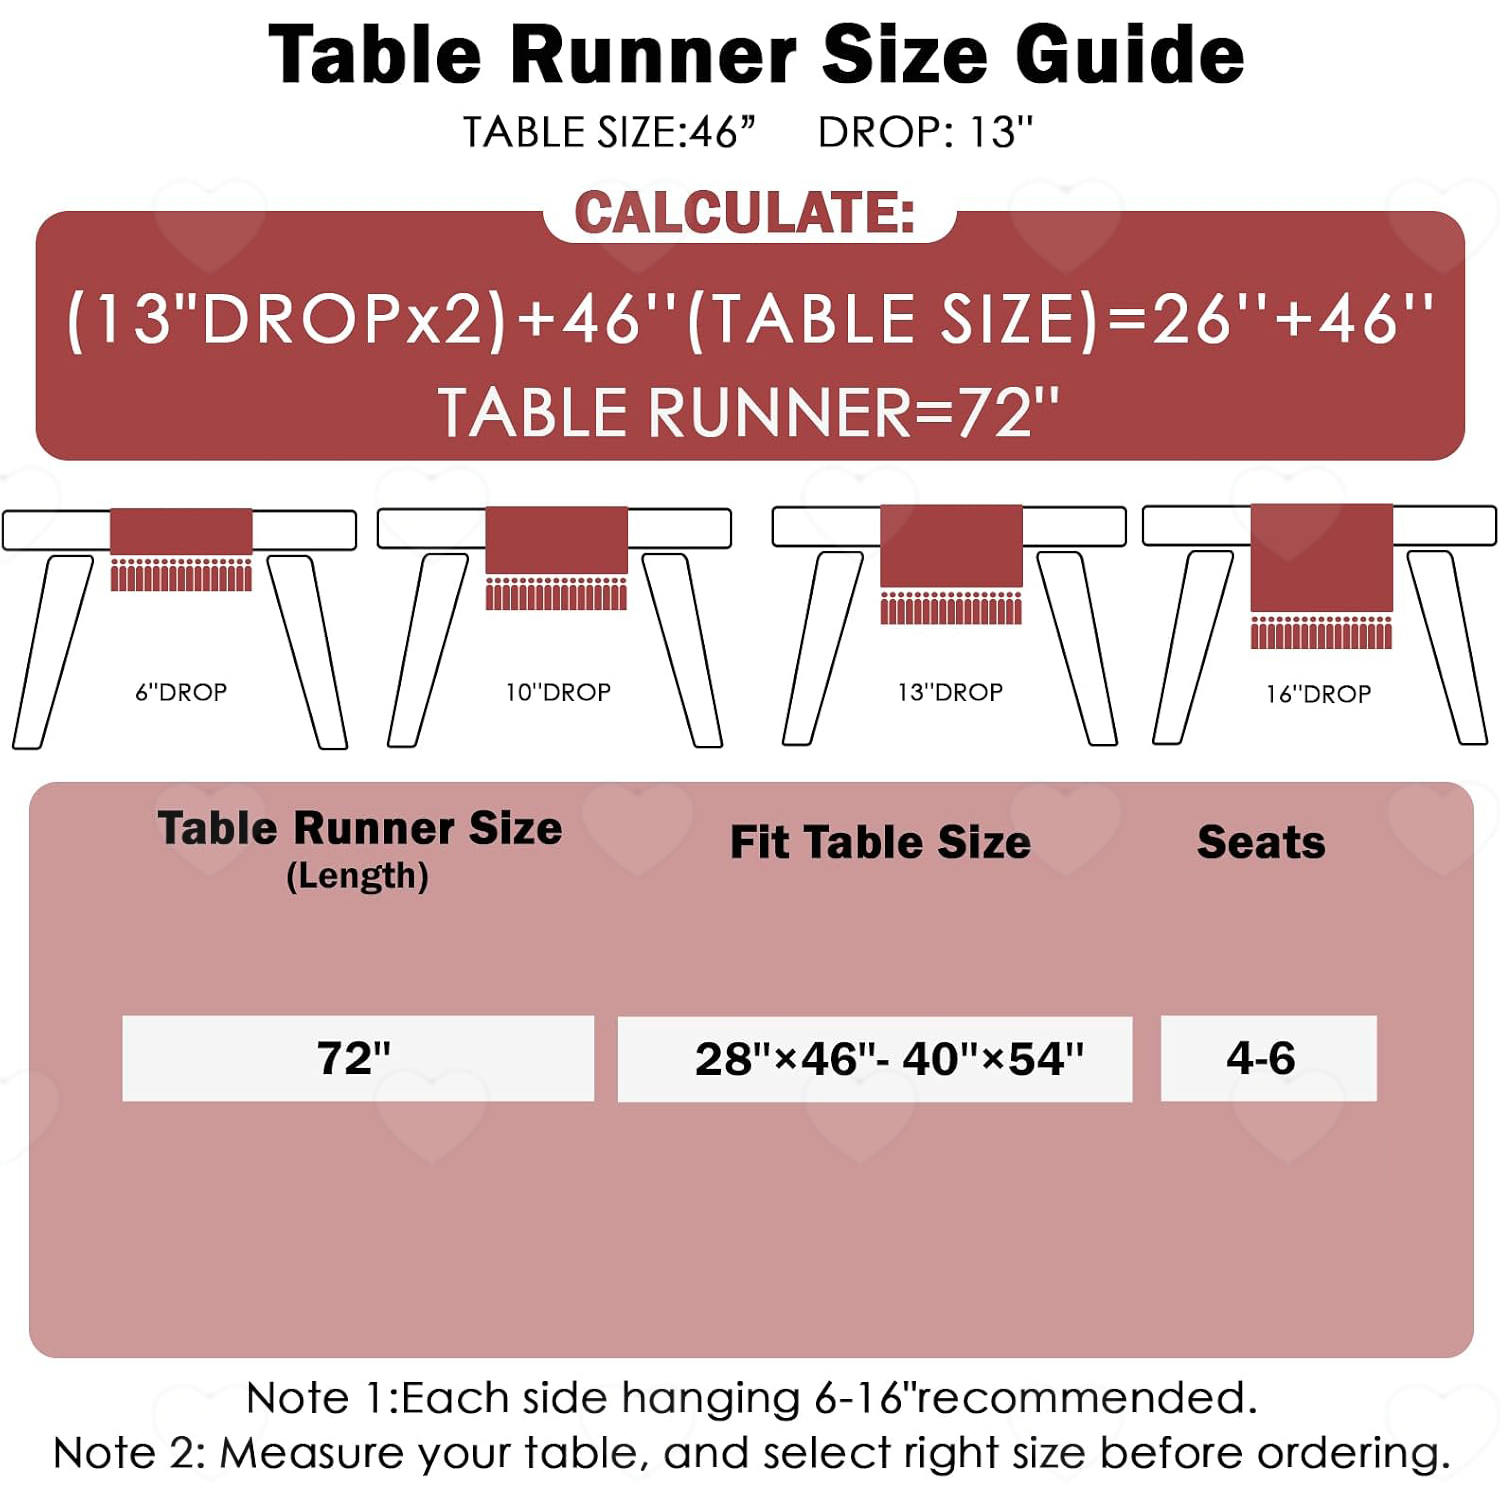 Table Runner Size Guide
TABLE SIZE:46” DROP: 13''
CALCULATE:
(13"DROPx2)+46''(TABLE SIZE)=26''+46''
TABLE RUNNER=72''
6''DROP 10''DROP 13''DROP 16''DROP
Table Runner Size Fit Table Size Seats
(Length)
72" 28"×46"- 40"×54" 4-6
Note 1:Each side hanging 6-16"recommended.
Note 2: Measure your table, and select right size before ordering.